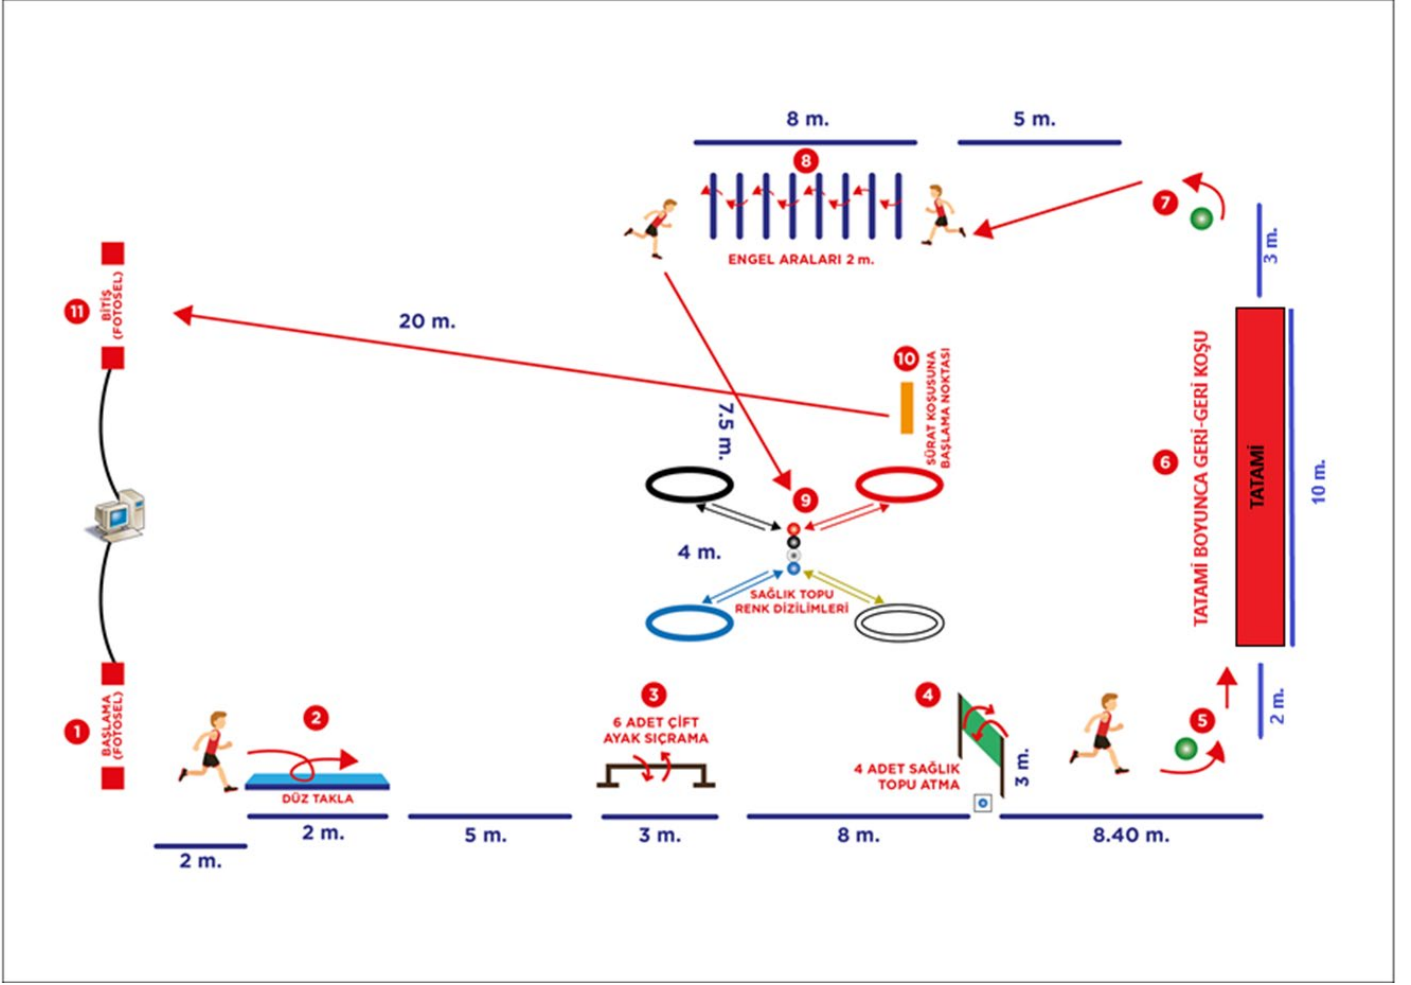 8 m.
5 m.
8
7
ENGEL ARALARI 2 m.
3 m.
11
BİTİŞ
(FOTOSEL)
20 m.
10
SÜRAT KOŞUSUNA
BAŞLAMA NOKTASI
7.5 m.
6
TATAMİ BOYUNCA GERİ-GERİ KOŞU
TATAMİ
10 m.
9
4 m.
SAĞLIK TOPU
RENK DİZİLİMLERİ
1
BAŞLAMA
(FOTOSEL)
2
DÜZ TAKLA
3
6 ADET ÇİFT
AYAK SIÇRAMA
4
4 ADET SAĞLIK
TOPU ATMA
3 m.
5
2 m.
2 m.
2 m.
5 m.
3 m.
8 m.
8.40 m.